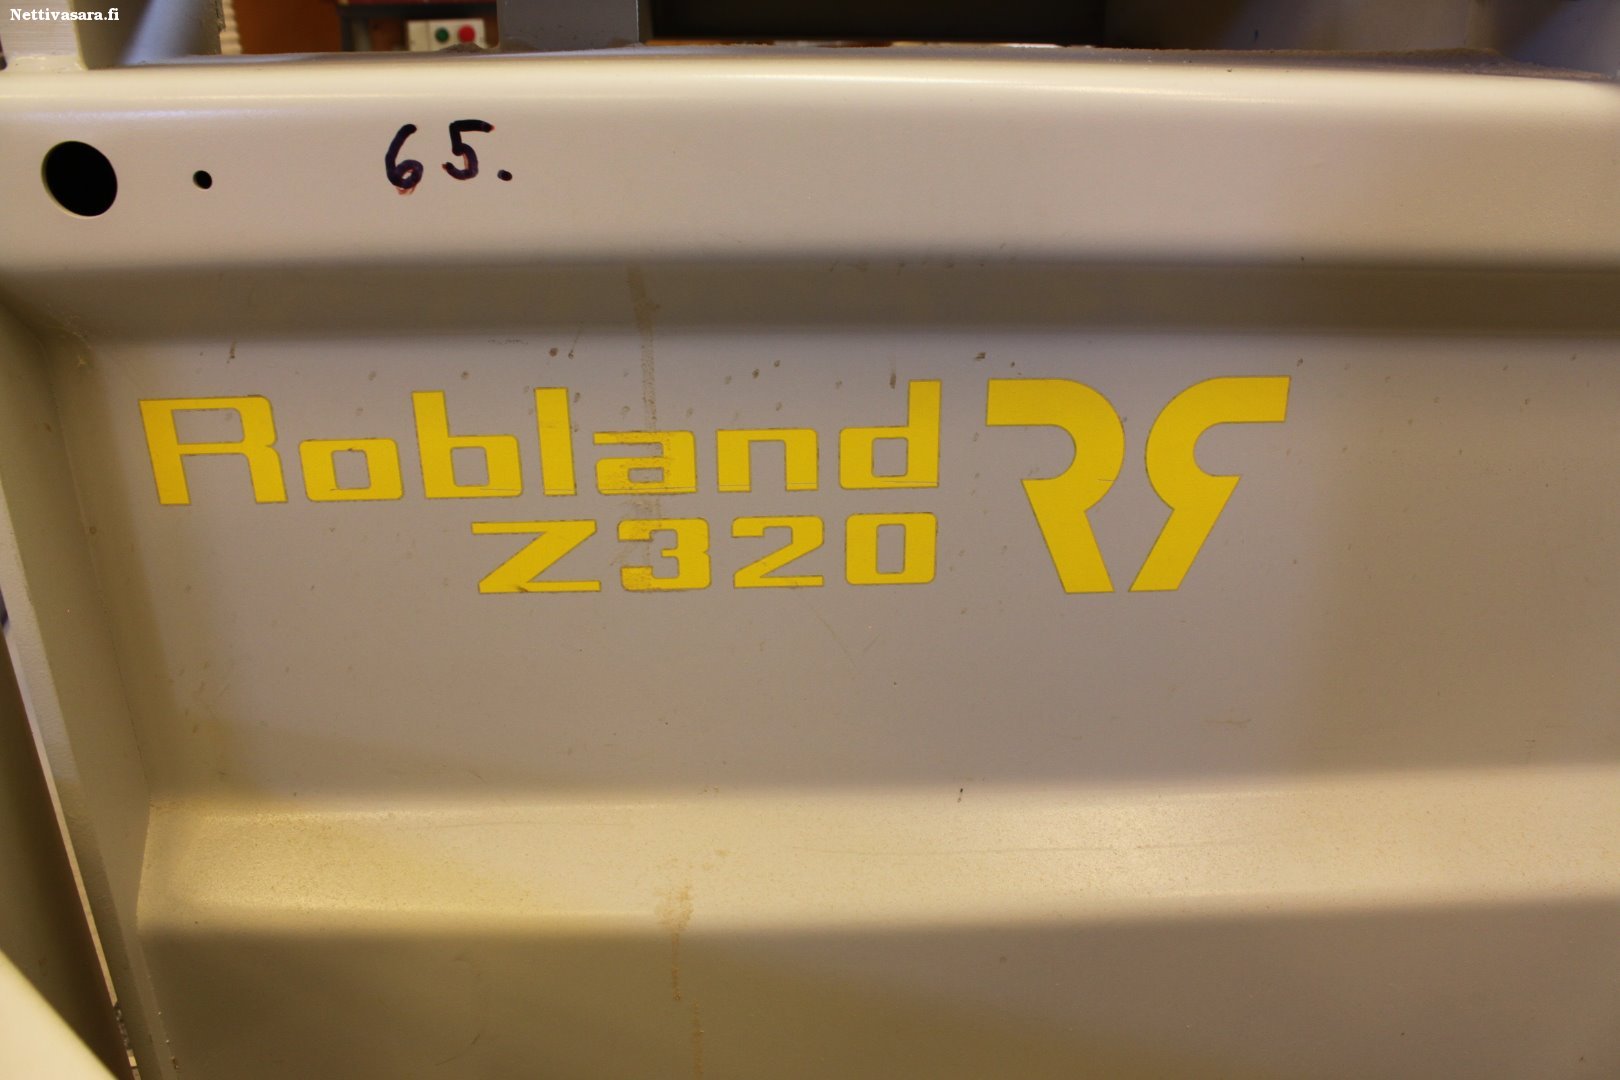 Nettivasara.fi
65.
Robland
Z320